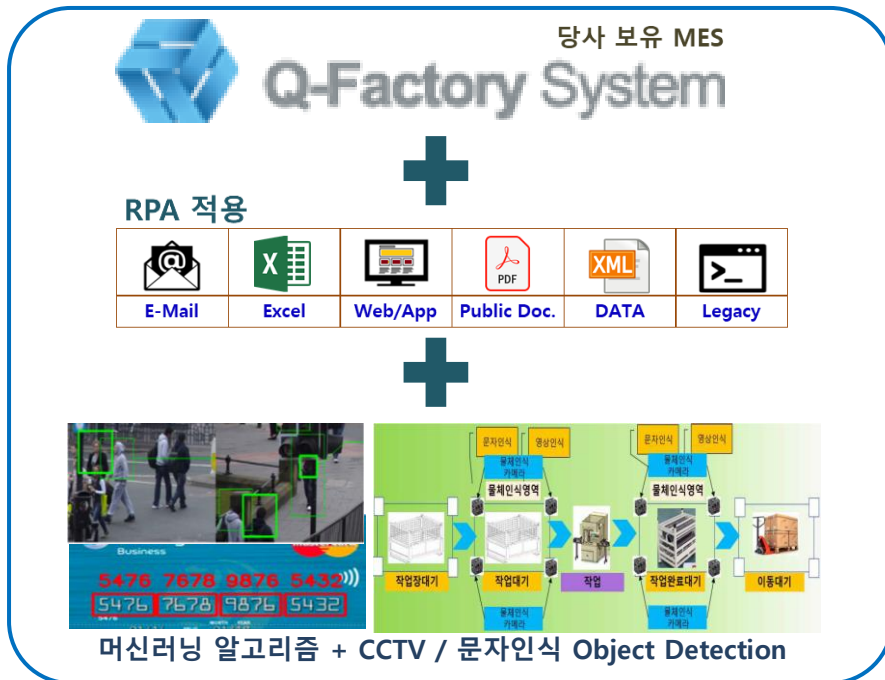 당사 보유 MES
Q-Factory System
RPA 적용
X
PDF
XML
>_
E-Mail
Excel
Web/App
Public Doc.
DATA
Legacy
Business
5476 7678 9876 5432
5476 7678 9876 5432
문자인식
영상인식
물체인식
카메라
물체인식영역
문자인식
영상인식
물체인식
카메라
물체인식영역
작업장대기
작업대기
작업
작업완료대기
이동대기
물체인식
카메라
물체인식
카메라
머신러닝 알고리즘 + CCTV / 문자인식 Object Detection